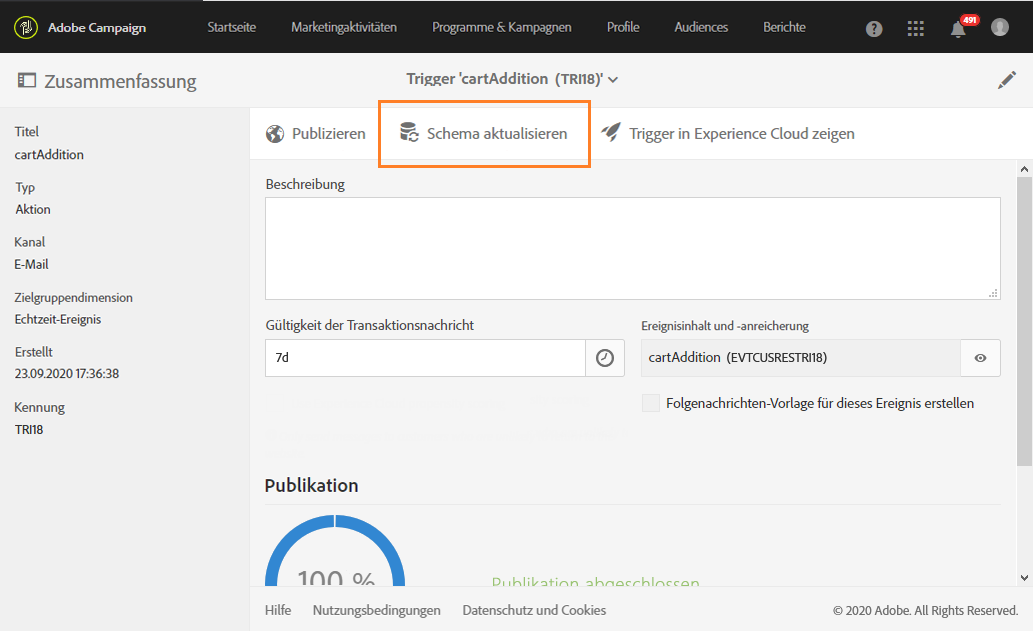 Adobe Campaign Startseite Marketingaktivitäten Programme & Kampagnen Profile Audiences Berichte ? 491
Zusammenfassung Trigger 'cartAddition (TRI18)'
Titel
cartAddition
Typ
Aktion
Kanal
E-Mail
Zielgruppendimension
Echtzeit-Ereignis
Erstellt
23.09.2020 17:36:38
Kennung
TRI18
Publizieren Schema aktualisieren Trigger in Experience Cloud zeigen
Beschreibung
Gültigkeit der Transaktionsnachricht
7d
Ereignisinhalt und -anreicherung
cartAddition (EVTCUSRESTRI18)
Folgenachrichten-Vorlage für dieses Ereignis erstellen
Publikation
100 %
Publikation abgeschlossen
Hilfe Nutzungsbedingungen Datenschutz und Cookies © 2020 Adobe. All Rights Reserved.